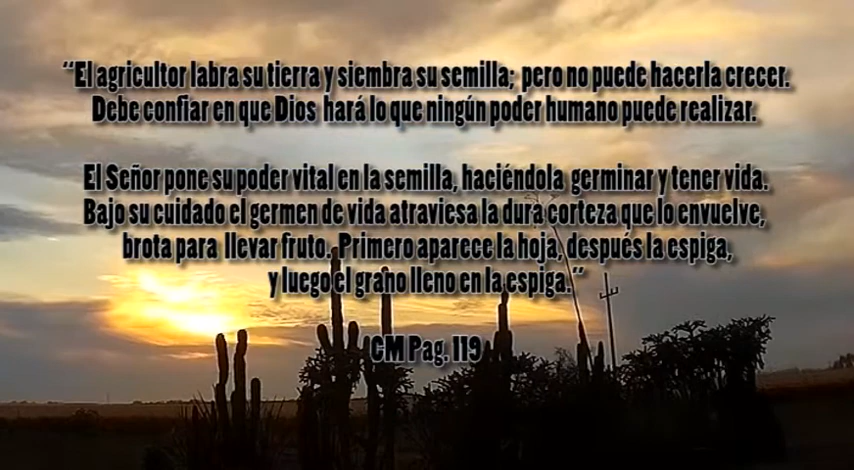 “El agricultor labra su tierra y siembra su semilla; pero no puede hacerla crecer.
Debe confiar en que Dios hará lo que ningún poder humano puede realizar.
El Señor pone su poder vital en la semilla, haciéndola germinar y tener vida.
Bajo su cuidado el germen de vida atraviesa la dura corteza que lo envuelve,
brota para llevar fruto. Primero aparece la hoja, después la espiga,
y luego el grano lleno en la espiga.”
CM Pag. 119